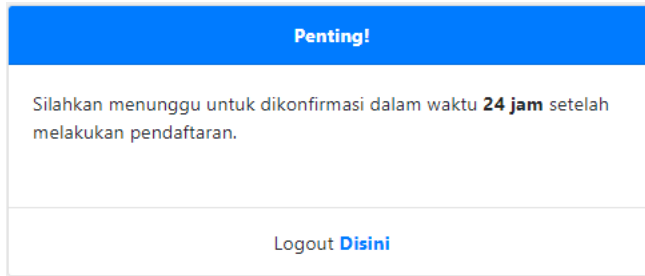 Penting!
Silahkan menunggu untuk dikonfirmasi dalam waktu 24 jam setelah
melakukan pendaftaran.
Logout Disini